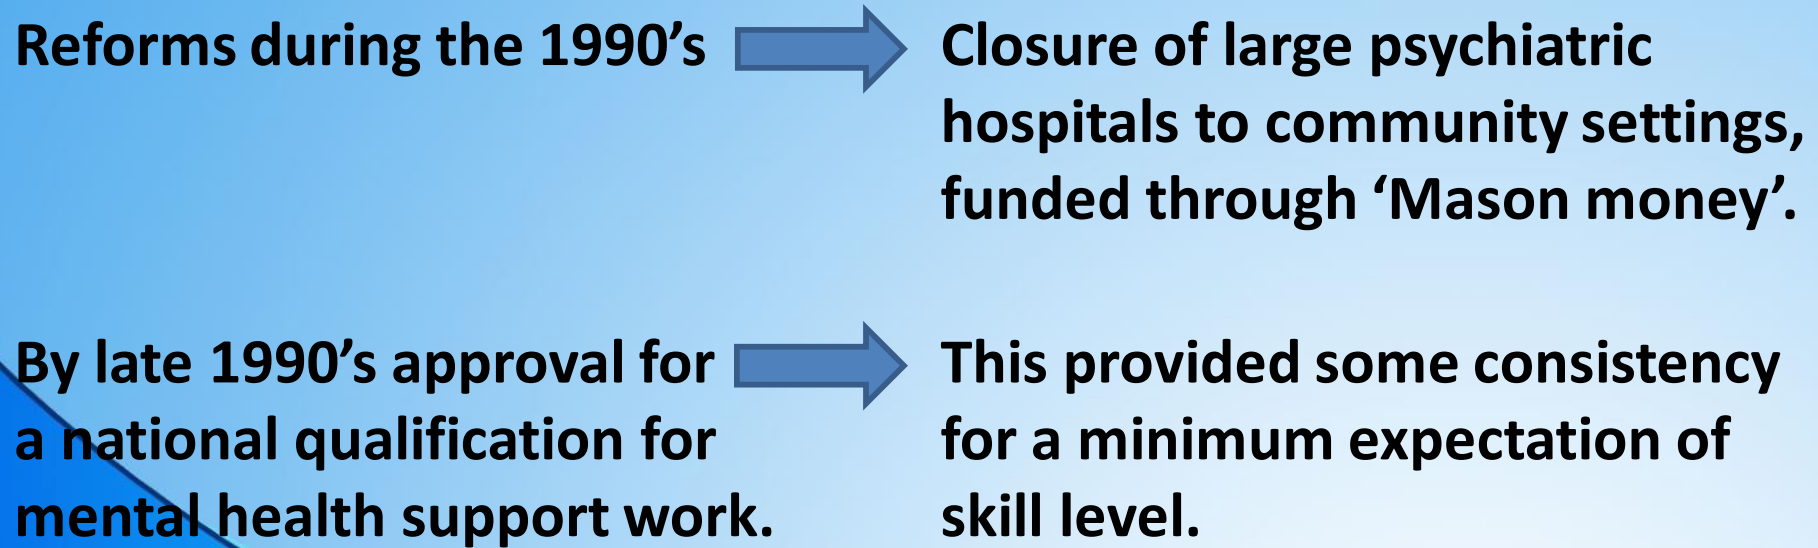 Reforms during the 1990’s
Closure of large psychiatric
hospitals to community settings,
funded through ‘Mason money’.
By late 1990’s approval for
a national qualification for
mental health support work.
This provided some consistency
for a minimum expectation of
skill level.